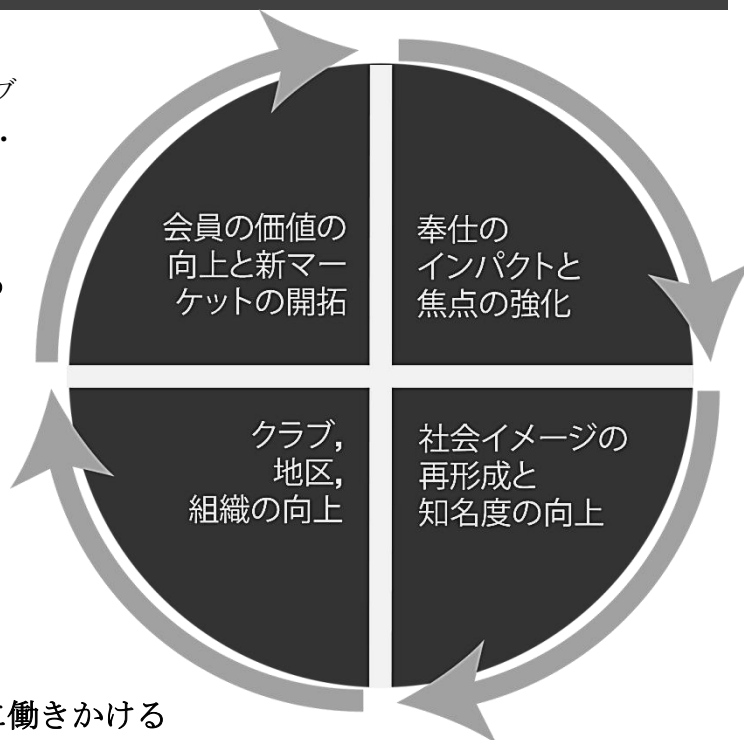 ブ
・
会員の価値の
向上と新マー
ケットの開拓
奉仕の
インパクトと
焦点の強化
クラブ,
地区,
組織の向上
社会イメージの
再形成と
知名度の向上
働きかける